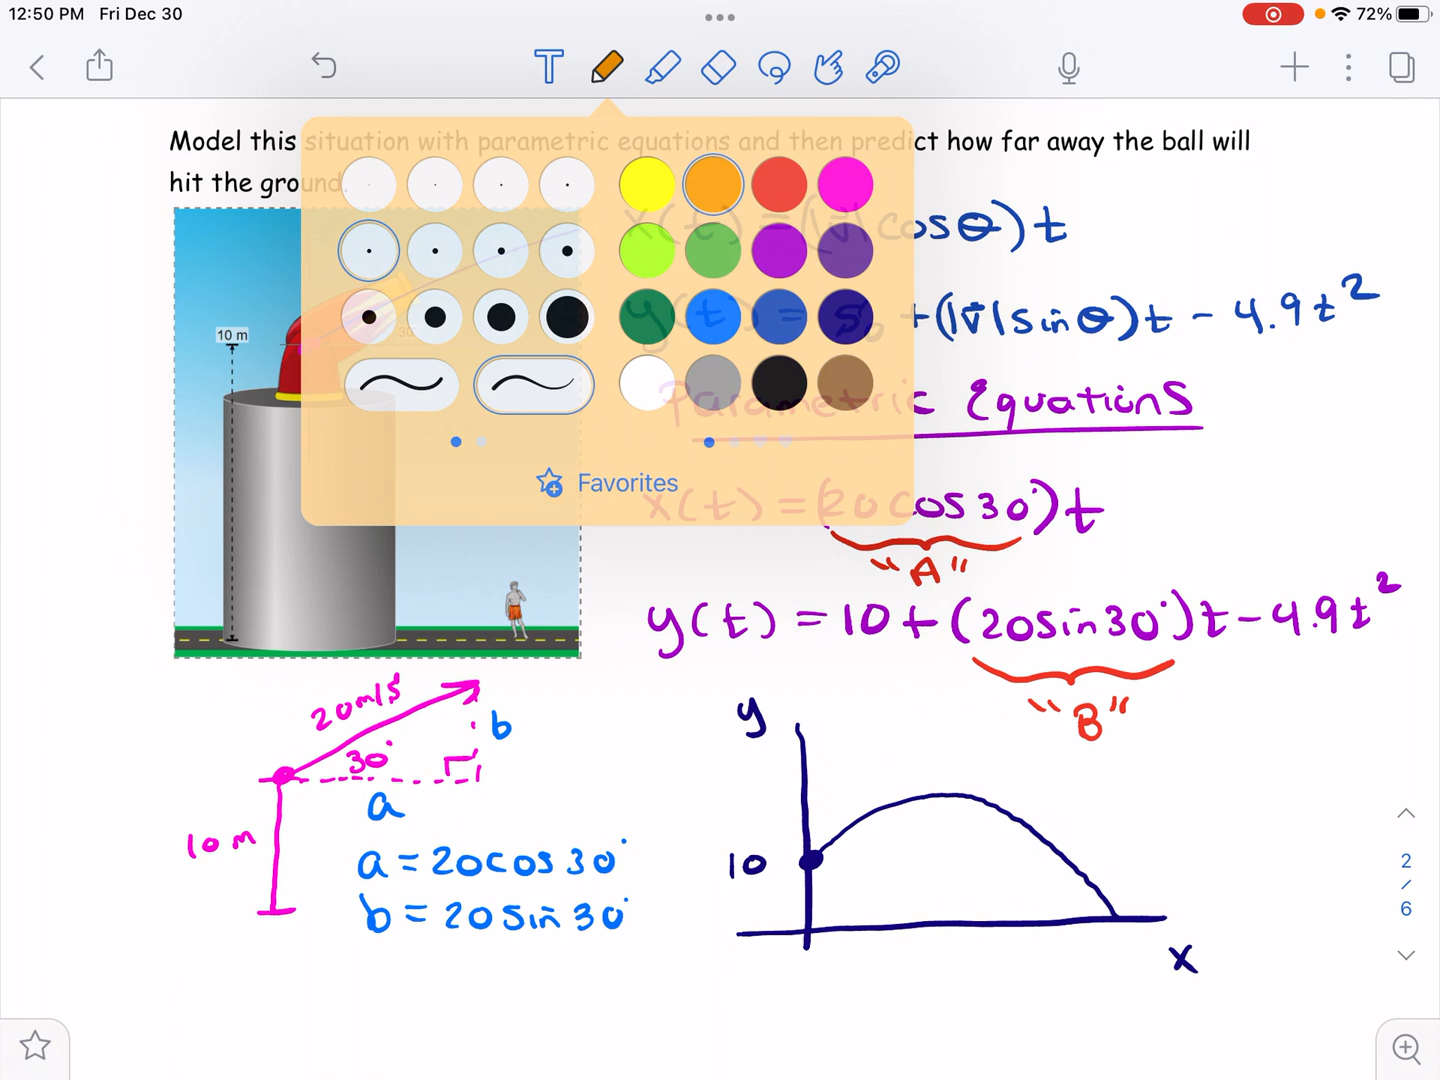 12:50 PM Fri Dec 30
72%
T
Model this situation with parametric equations and then predict how far away the ball will
hit the ground.
x(t) = (|v|cosθ)t
10 m
30
y(t) = s₀ + (|v|sinθ)t - 4.9t²
Parametric Equations
Favorites
x(t) = (20cos30°)t
"A"
y(t) = 10 + (20sin30°)t - 4.9t²
"B"
20m/s
b
30°
a
10 m
a = 20cos30°
b = 20sin30°
y
10
x
2
/
6